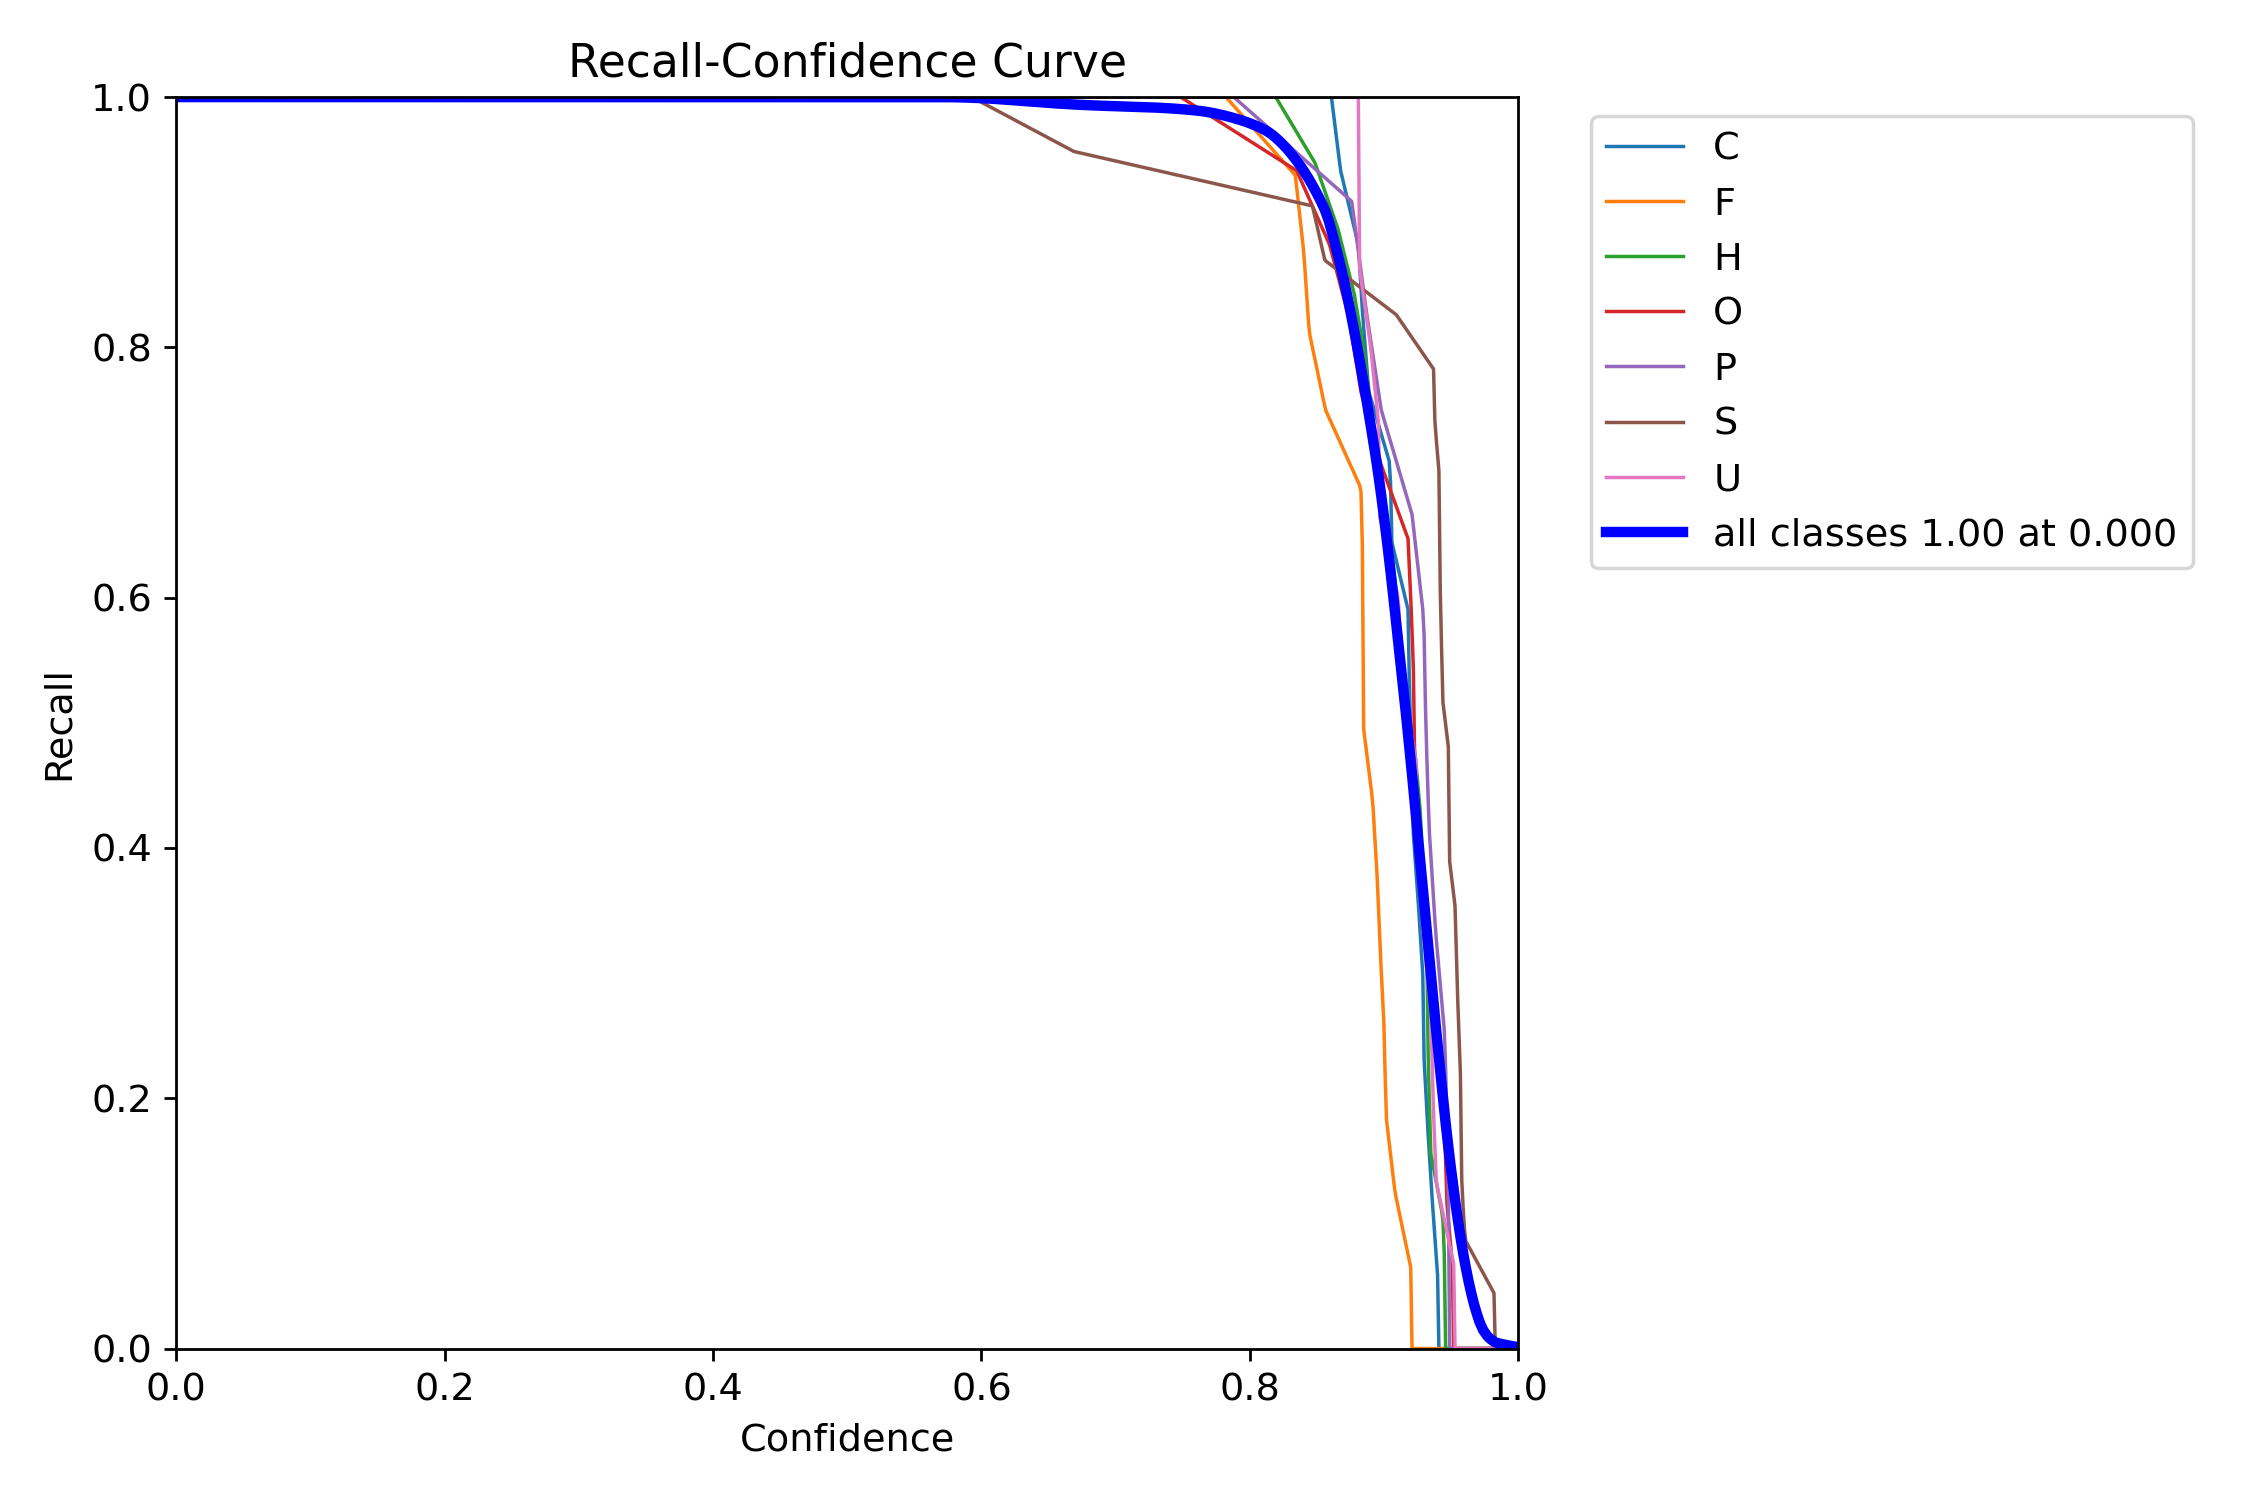 Recall-Confidence Curve
1.0
0.8
0.6
0.4
0.2
0.0
Recall
0.0 0.2 0.4 0.6 0.8 1.0
Confidence
C
F
H
O
P
S
U
all classes 1.00 at 0.000